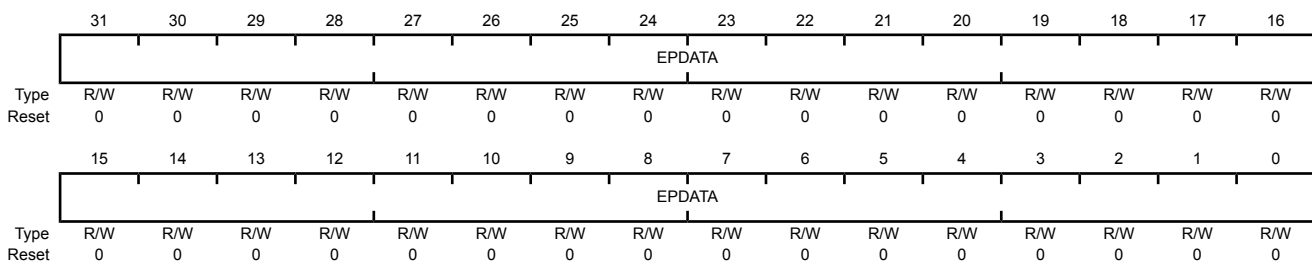 31 30 29 28 27 26 25 24 23 22 21 20 19 18 17 16
EPDATA
Type R/W R/W R/W R/W R/W R/W R/W R/W R/W R/W R/W R/W R/W R/W R/W R/W
Reset 0 0 0 0 0 0 0 0 0 0 0 0 0 0 0 0
15 14 13 12 11 10 9 8 7 6 5 4 3 2 1 0
EPDATA
Type R/W R/W R/W R/W R/W R/W R/W R/W R/W R/W R/W R/W R/W R/W R/W R/W
Reset 0 0 0 0 0 0 0 0 0 0 0 0 0 0 0 0